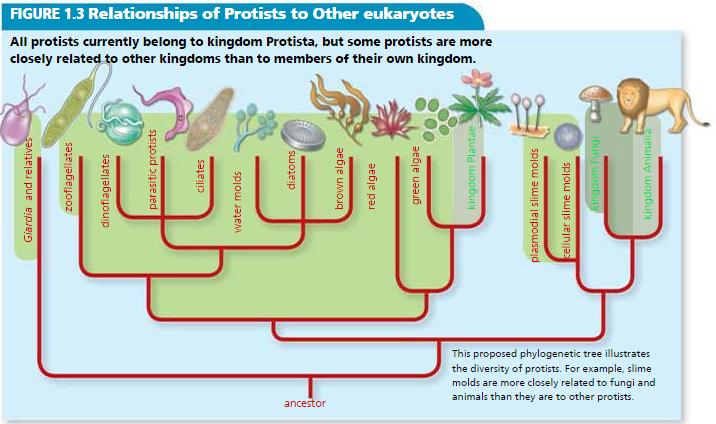 FIGURE 1.3 Relationships of Protists to Other eukaryotes
All protists currently belong to kingdom Protista, but some protists are more
closely related to other kingdoms than to members of their own kingdom.
Giardia and relatives
zooflagellates
dinoflagellates
parasitic protists
ciliates
water molds
diatoms
brown algae
red algae
green algae
kingdom Plantae
plasmodial slime molds
cellular slime molds
kingdom Fungi
kingdom Animalia
This proposed phylogenetic tree illustrates
the diversity of protists. For example, slime
molds are more closely related to fungi and
animals than they are to other protists.
ancestor